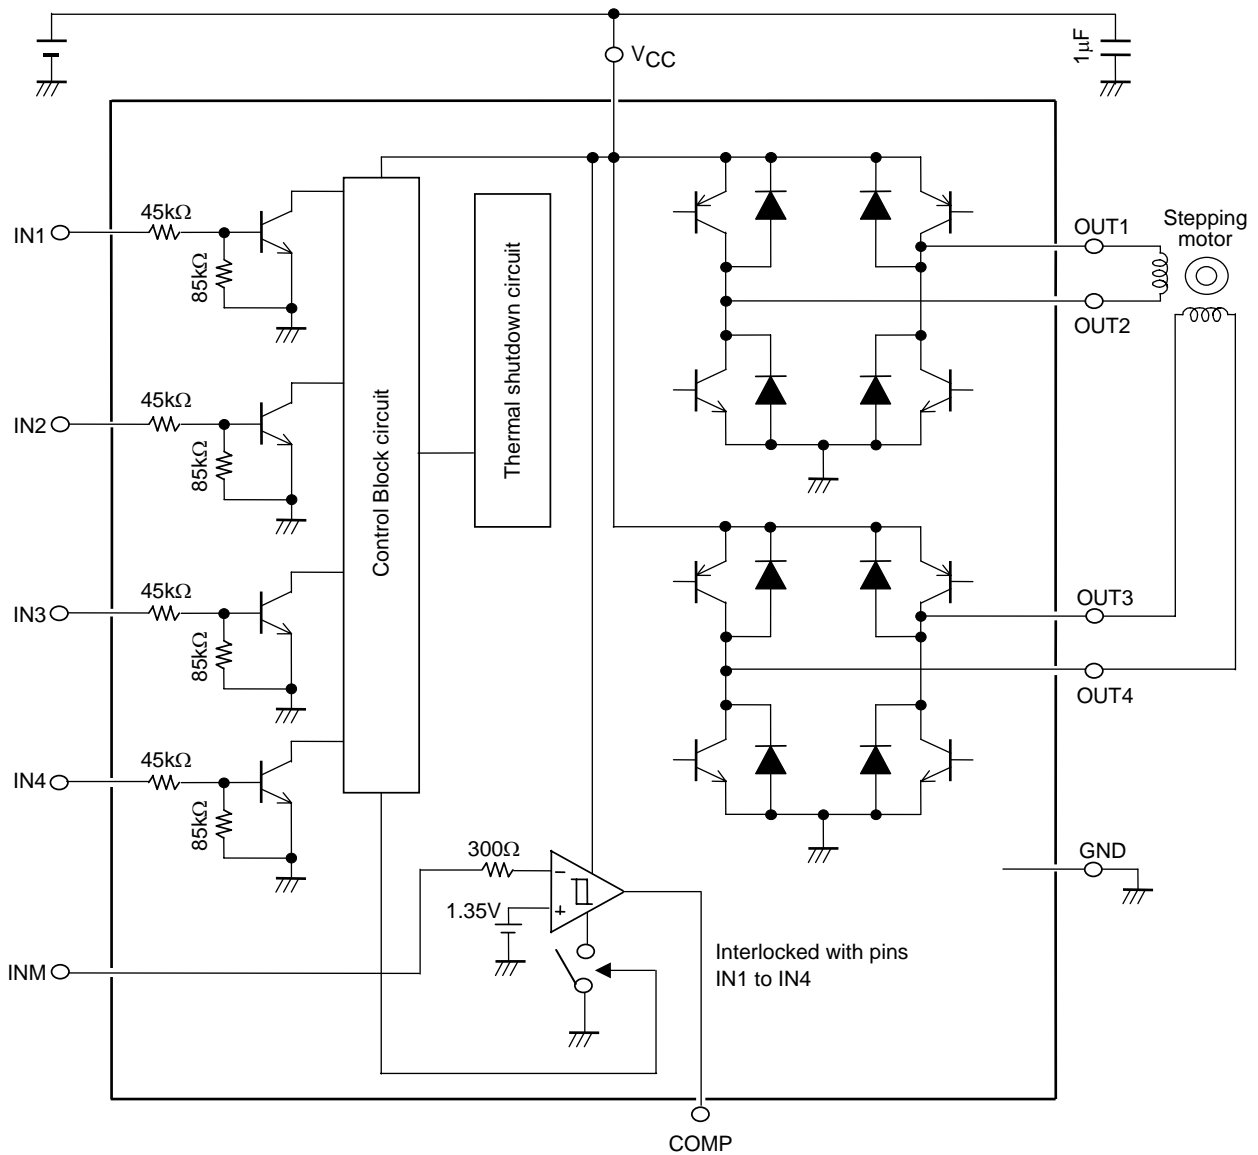 VCC
1µF
IN1
45kΩ
85kΩ
IN2
45kΩ
85kΩ
IN3
45kΩ
85kΩ
IN4
45kΩ
85kΩ
Control Block circuit
Thermal shutdown circuit
OUT1
OUT2
Stepping
motor
OUT3
OUT4
GND
300Ω
−
+
1.35V
INM
Interlocked with pins
IN1 to IN4
COMP